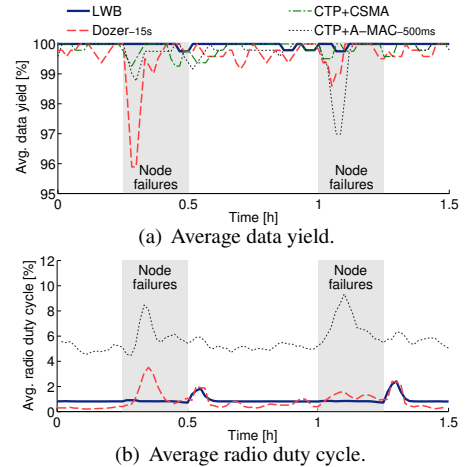 LWB
CTP+CSMA
Dozer–15s
CTP+A–MAC–500ms
Avg. data yield [%]
100
99
98
97
96
95
Node
failures
Node
failures
0
0.5
1
1.5
Time [h]
(a) Average data yield.
Avg. radio duty cycle [%]
12
10
8
6
4
2
0
Node
failures
Node
failures
0
0.5
1
1.5
Time [h]
(b) Average radio duty cycle.